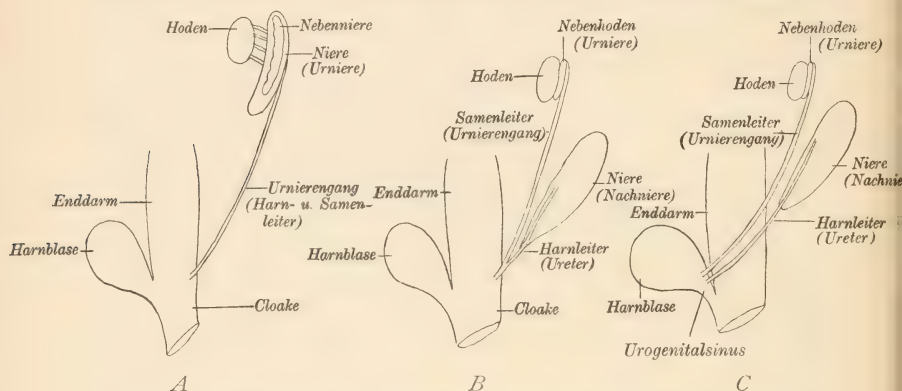 Hoden
Nebenniere
Niere
(Urniere)
Urnierengang
(Harn- u. Samen-
leiter)
Enddarm
Harnblase
Cloake
A
Nebenhoden
(Urniere)
Hoden
Samenleiter
(Urnierengang)
Enddarm
Niere
(Nachniere)
Harnblase
Harnleiter
(Ureter)
Cloake
B
Nebenhoden
(Urniere)
Hoden
Samenleiter
(Urnierengang)
Niere
(Nachnie
Enddarm
Harnleiter
(Ureter)
Harnblase
Urogenitalsinus
C